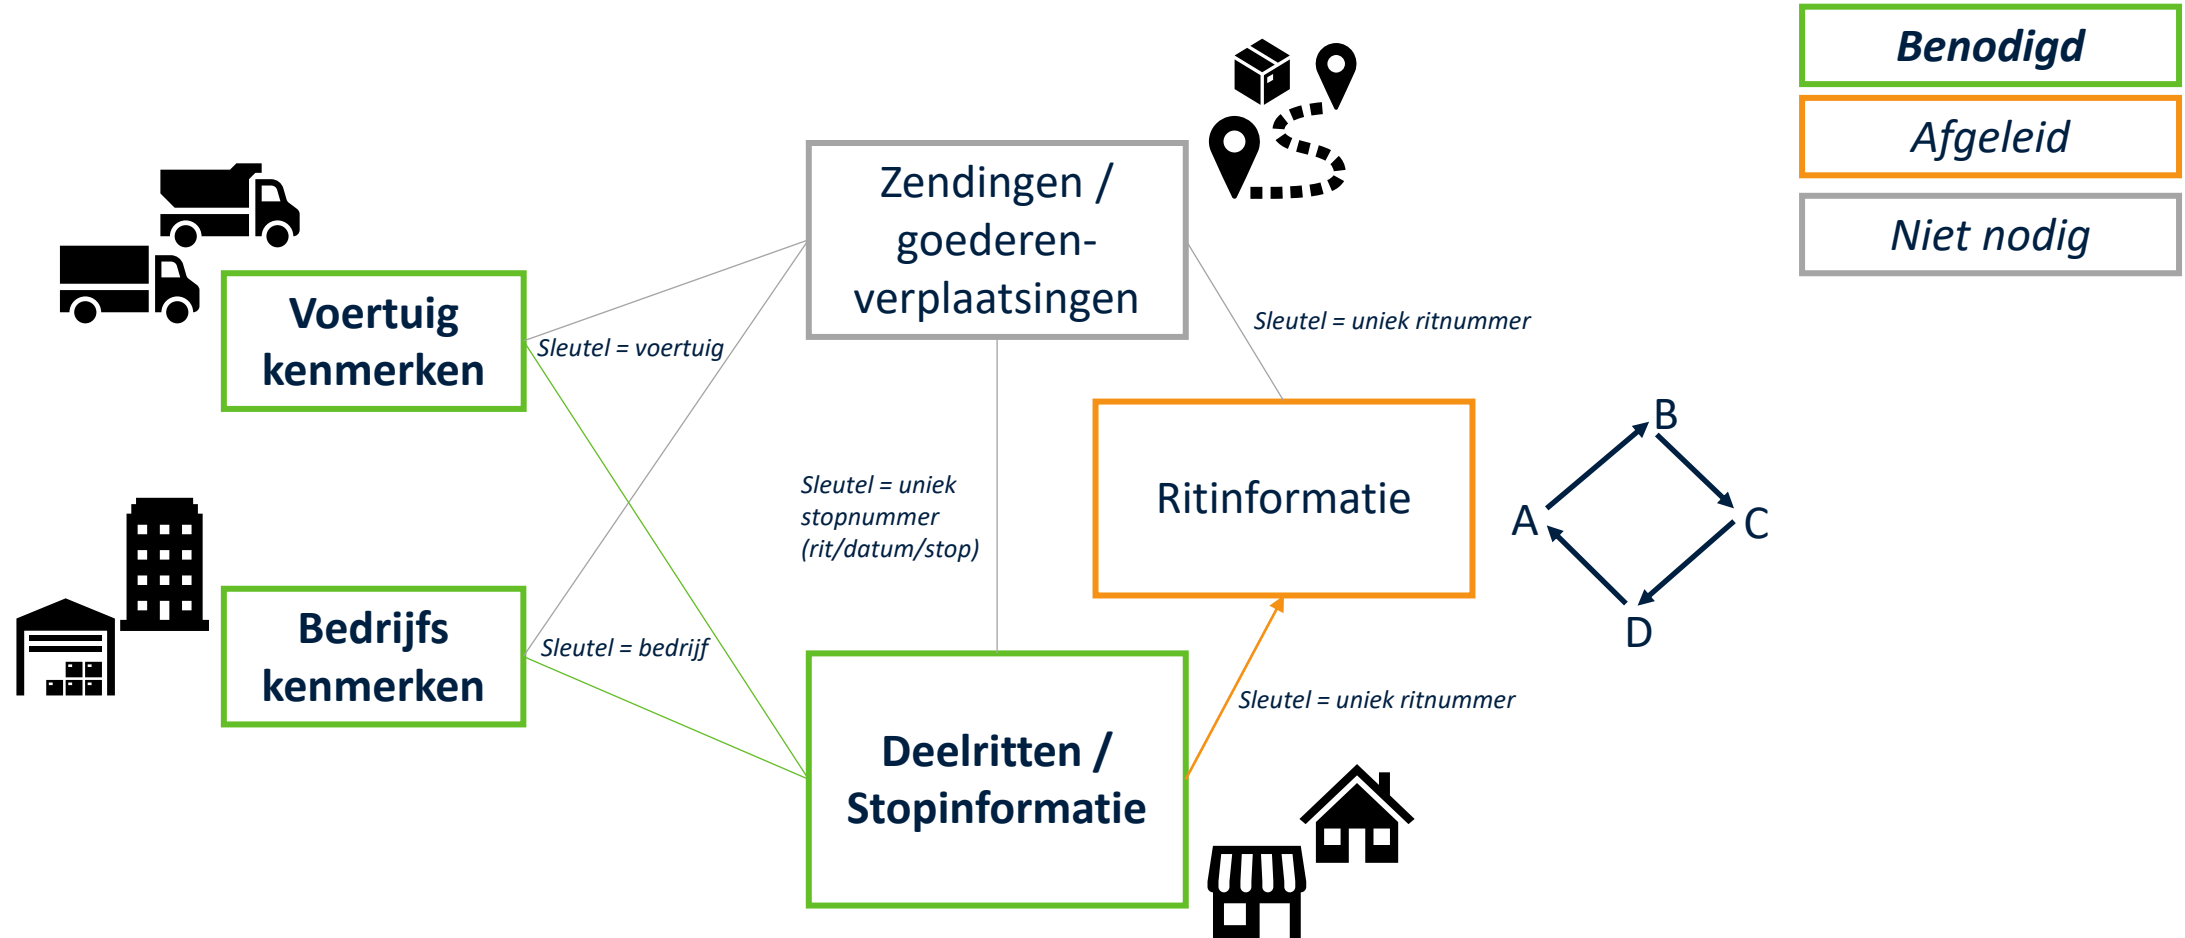 Benodigd
Afgeleid
Niet nodig
Zendingen /
goederen-
verplaatsingen
Voertuig
kenmerken
Sleutel = voertuig
Sleutel = uniek ritnummer
Ritinformatie
Sleutel = uniek
stopnummer
(rit/datum/stop)
B
A
C
D
Bedrijfs
kenmerken
Sleutel = bedrijf
Sleutel = uniek ritnummer
Deelritten /
Stopinformatie